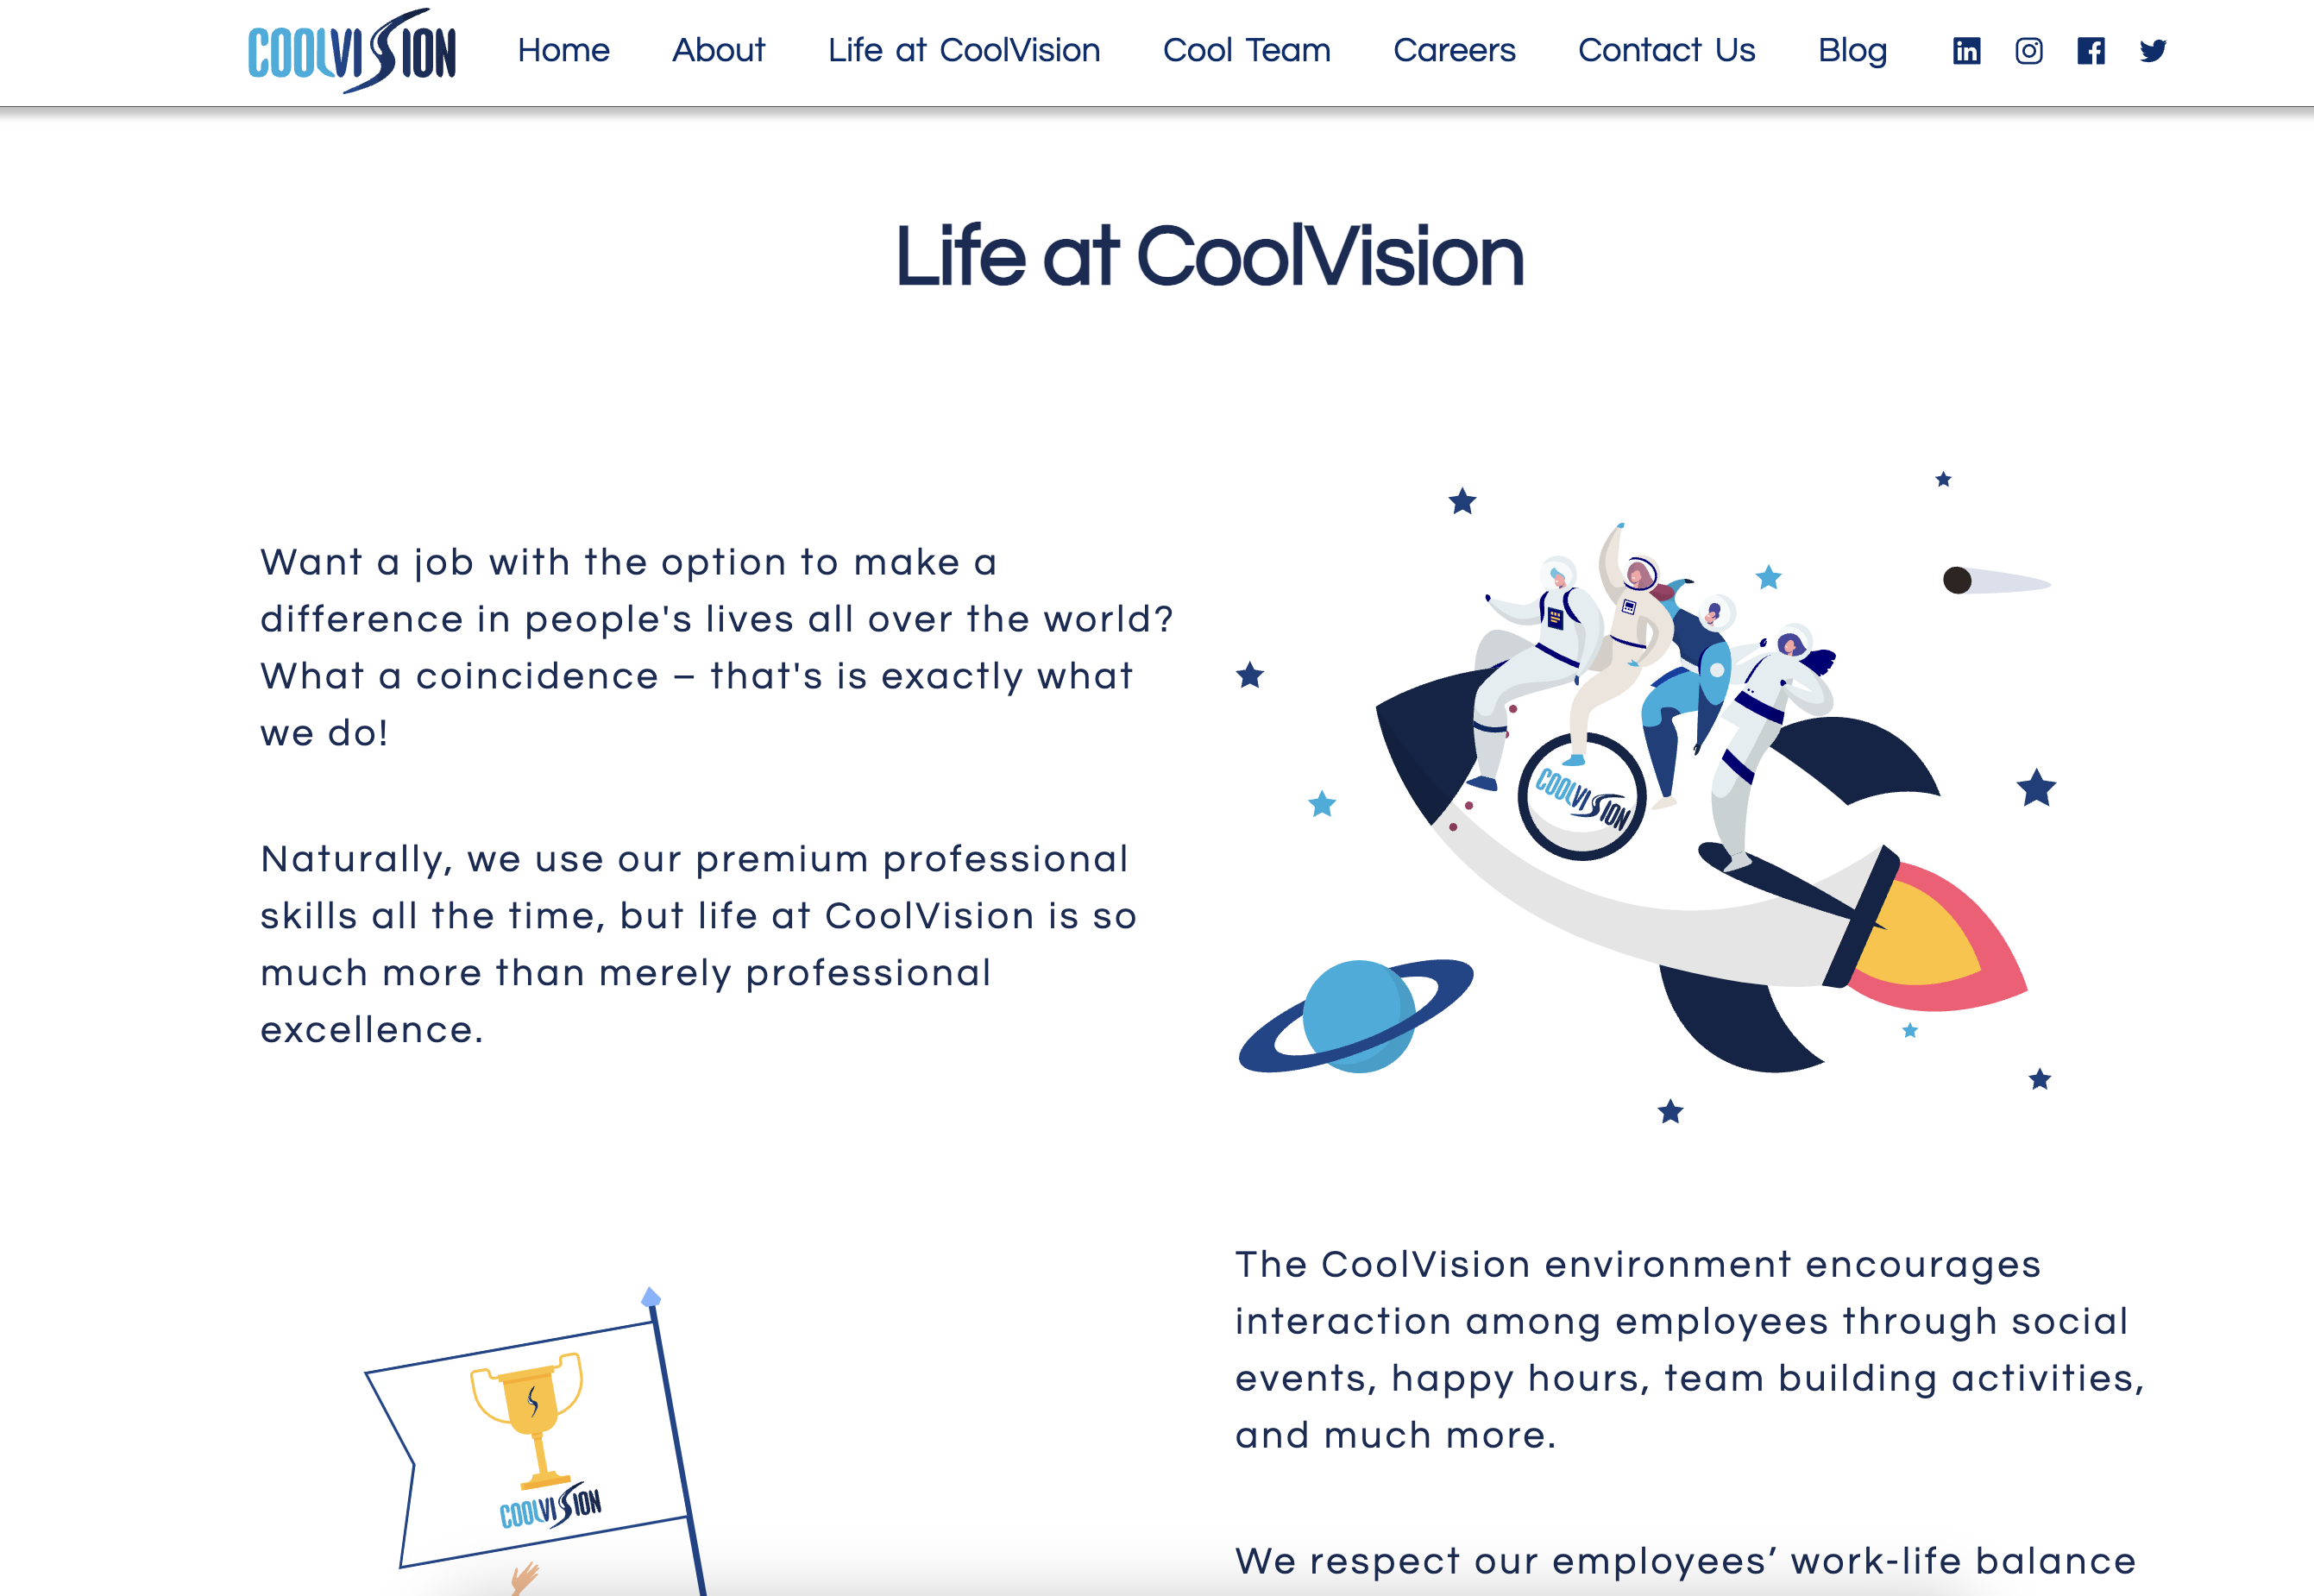 COOLVISION
Home About Life at CoolVision Cool Team Careers Contact Us Blog
Life at CoolVision
Want a job with the option to make a
difference in people's lives all over the world?
What a coincidence – that's is exactly what
we do!
Naturally, we use our premium professional
skills all the time, but life at CoolVision is so
much more than merely professional
excellence.
COOLVISION
The CoolVision environment encourages
interaction among employees through social
events, happy hours, team building activities,
and much more.
We respect our employees’ work-life balance
COOLVISION